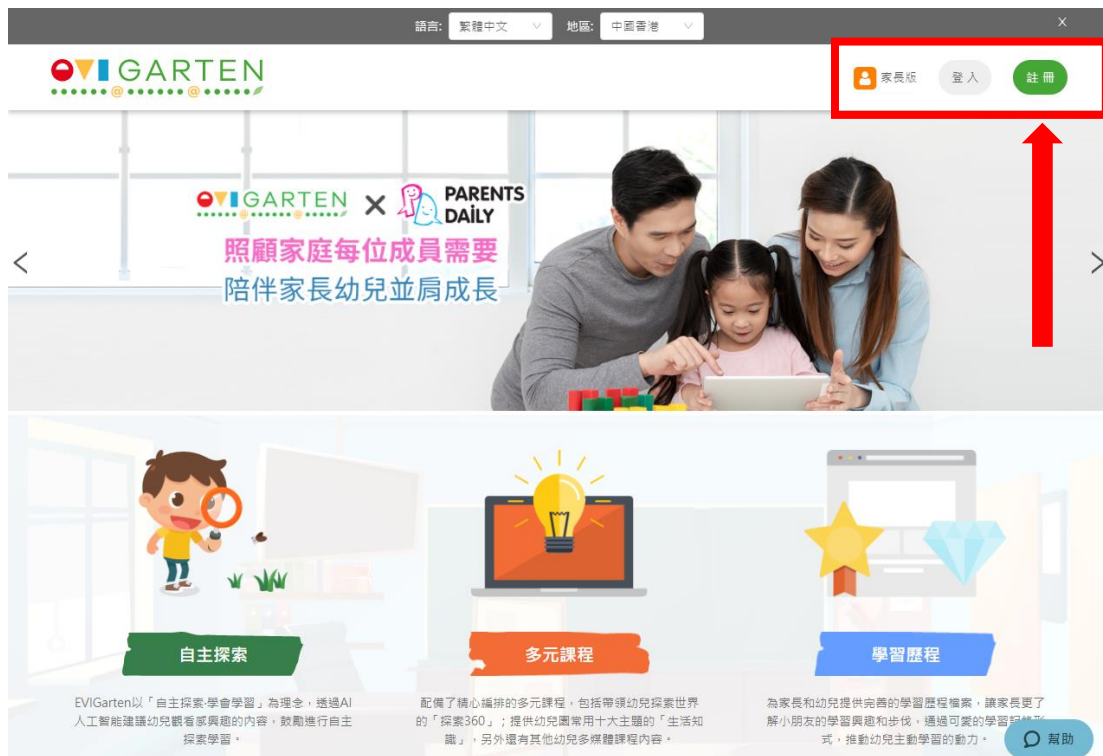 語言: 繁體中文 地區: 中國香港 X
EVI GARTEN
家長版 登入 註冊
EVIGARTEN X PARENTS DAILY
照顧家庭每位成員需要
陪伴家長幼兒並肩成長
自主探索
EVIGarten以「自主探索‧學會學習」為理念，透過AI
人工智能建議幼兒觀看感興趣的內容，鼓勵進行自主
探索學習。
多元課程
配備了精心編排的多元課程，包括帶領幼兒探索世界
的「探索360」；提供幼兒園常用十大主題的「生活知
識」，另外還有其他幼兒多媒體課程內容。
學習歷程
為家長和幼兒提供完善的學習歷程檔案，讓家長更了
解小朋友的學習興趣和步伐，通過可愛的學習記錄形
式，推動幼兒主動學習的動力。
幫助